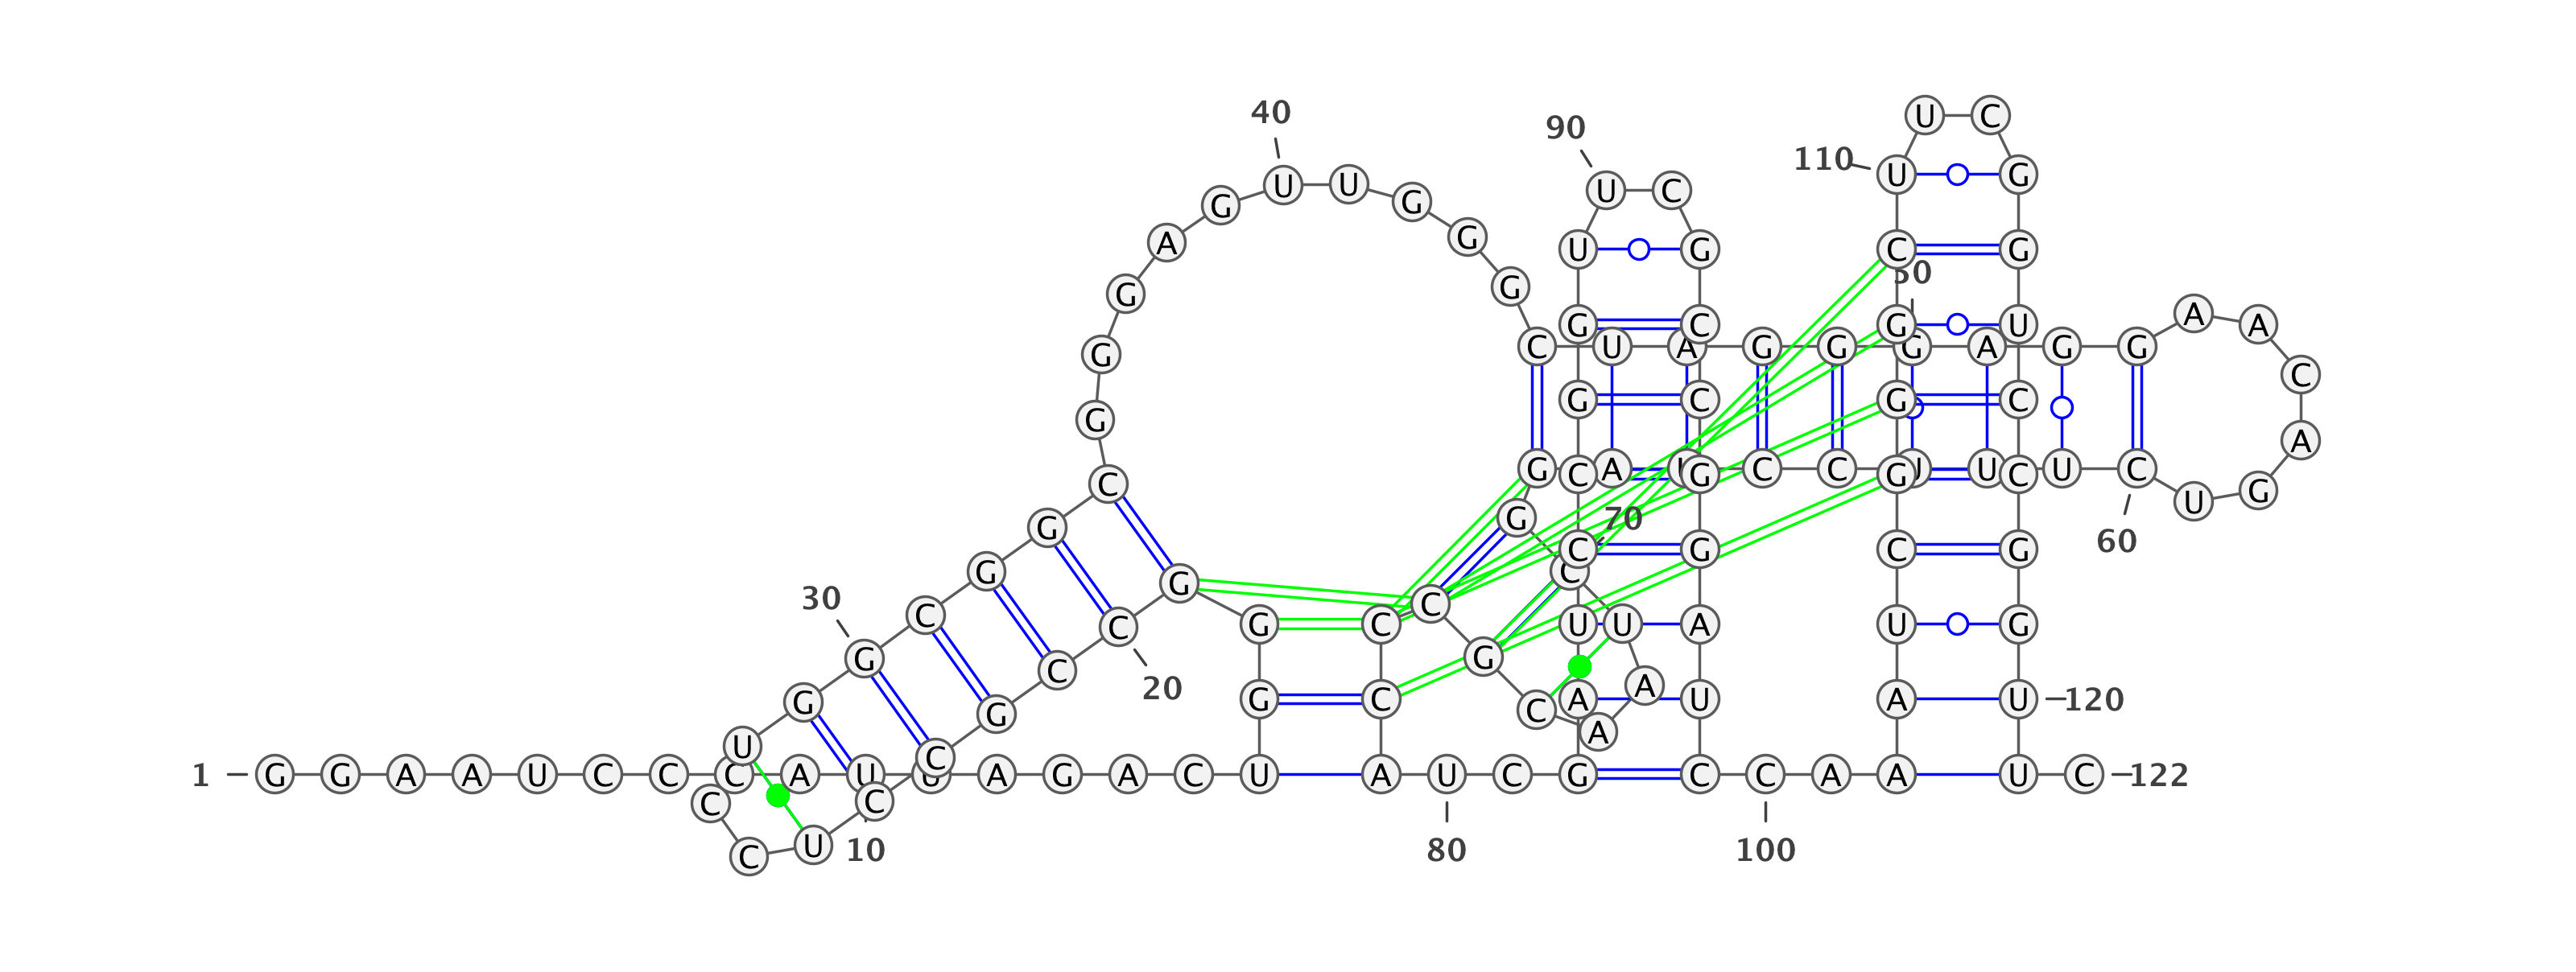 40 90 U C
110 U G
U U U C
G G
A G U G C G
50
G G
A A
G C G U
G C U A G G G A G G
C
G C G C
G A
C G A C C U U C
C G G C
G U
G 70 G
60
C G C G
G C
G
30 C
C G C U U A U G
C
G G
C A 20
G G C A U A U 120
G C
A
U C
1 G G A A U C C C A U A G A C U A U C G C C A A U C 122
C C
U C 10 80 100